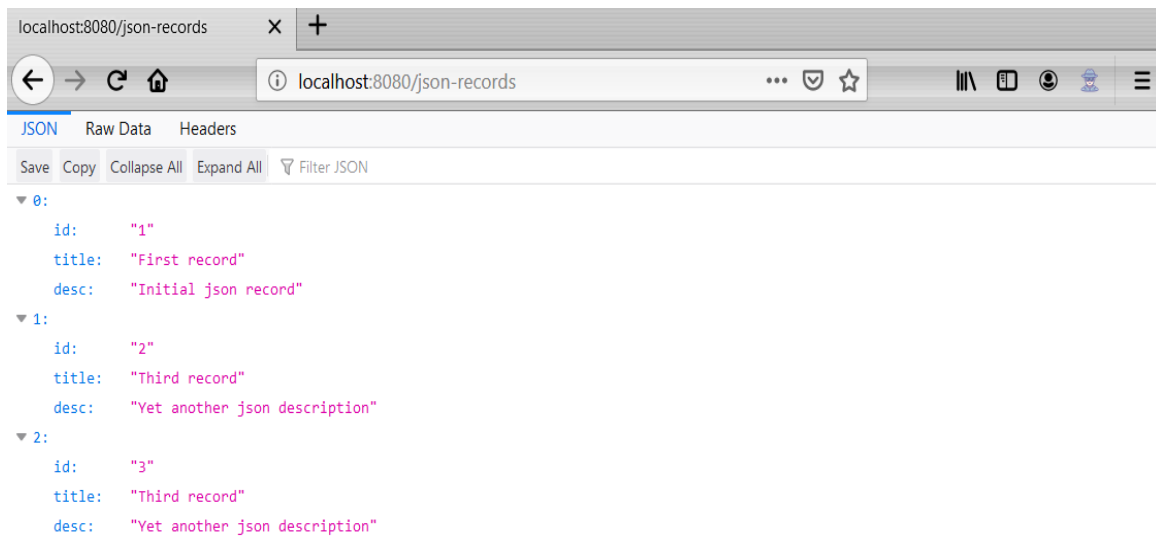 localhost:8080/json-records
localhost:8080/json-records
JSON Raw Data Headers
Save Copy Collapse All Expand All Filter JSON
0:
id: "1"
title: "First record"
desc: "Initial json record"
1:
id: "2"
title: "Third record"
desc: "Yet another json description"
2:
id: "3"
title: "Third record"
desc: "Yet another json description"